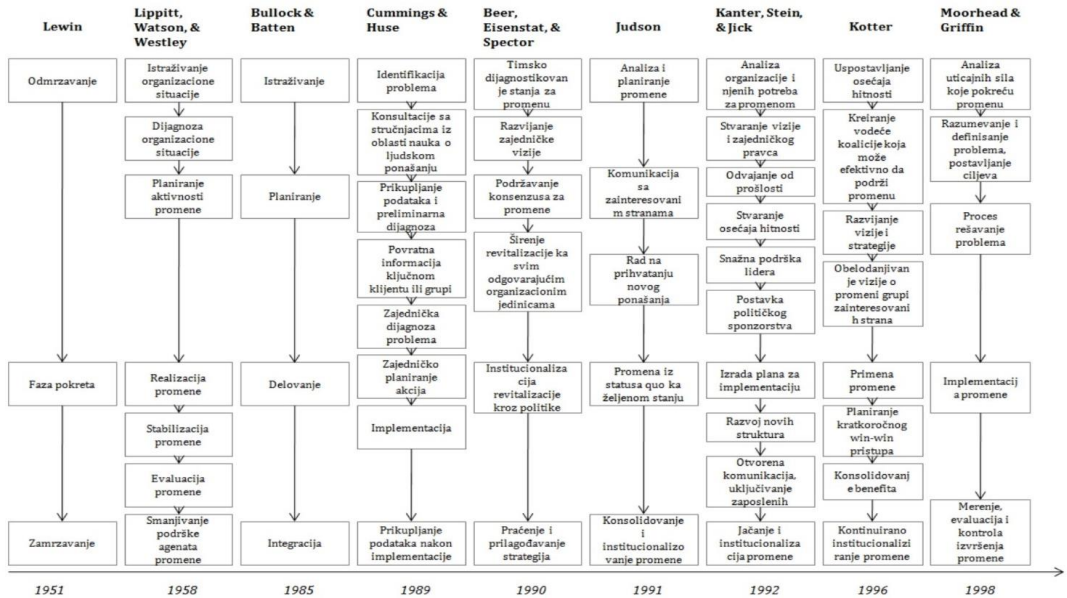 Lewin
Odmrzavanje
Faza pokreta
Zamrzavanje
1951
Lippitt,
Watson, &
Westley
Istraživanje
organizacione
situacije
Dijagnoza
organizacione
situacije
Planiranje
aktivnosti
promene
Realizacija
promene
Stabilizacija
promene
Evaluacija
promene
Smanjivanje
podrške
agenata
promene
1958
Bullock &
Batten
Istraživanje
Planiranje
Delovanje
Integracija
1985
Cummings &
Huse
Identifikacija
problema
Konsultacije sa
stručnjacima iz
oblasti nauka o
ljudskom
ponašanju
Prikupljanje
podataka i
preliminarna
dijagnoza
Povratna
informacija
ključnom
klijentu ili grupi
Zajednička
dijagnoza
problema
Zajedničko
planiranje
akcija
Implementacija
Prikupljanje
podataka nakon
implementacije
1989
Beer,
Eisenstat, &
Spector
Timsko
dijagnostikovan
je stanja za
promenu
Razvijanje
zajedničke
vizije
Podržavanje
konsenzusa za
promene
Širenje
revitalizacije ka
svim
odgovarajućim
organizacionim
jedinicama
Institucionaliza
cija
revitalizacije
kroz politike
Praćenje i
prilagođavanje
strategija
1990
Judson
Analiza i
planiranje
promene
Komunikacija
sa
zainteresovani
m stranama
Rad na
prihvatanju
novog
ponašanja
Promena iz
statusa quo ka
željenom stanju
Konsolidovanje
i
institucionalizo
vanje promene
1991
Kanter, Stein,
& Jick
Analiza
organizacije i
njenih potreba
za promenom
Stvaranje vizije
i zajedničkog
pravca
Odvajanje od
prošlosti
Stvaranje
osećaja hitnosti
Snažna podrška
lidera
Postavka
političkog
sponzorstva
Izrada plana za
implementaciju
Razvoj novih
struktura
Otvorena
komunikacija,
uključivanje
zaposlenih
Jačanje i
institucionaliza
cija promene
1992
Kotter
Uspostavljanje
osećaja
hitnosti
Kreiranje
vodeće
koalicije koja
može
efektivno da
podrži
promenu
Razvijanje
vizije i
strategije
Obelodanjivan
je vizije o
promeni grupi
zainteresovani
h strana
Primena
promene
Planiranje
kratkoročnog
win-win
pristupa
Konsolidovanj
e benefita
Kontinuirano
institucionalizi
ranje promene
1996
Moorhead &
Griffin
Analiza
uticajnih sila
koje pokreću
promenu
Razumevanje i
definisanje
problema,
postavljanje
ciljeva
Proces
rešavanje
problema
Implementacij
a promene
Merenje,
evaluacija i
kontrola
izvršenja
promene
1998